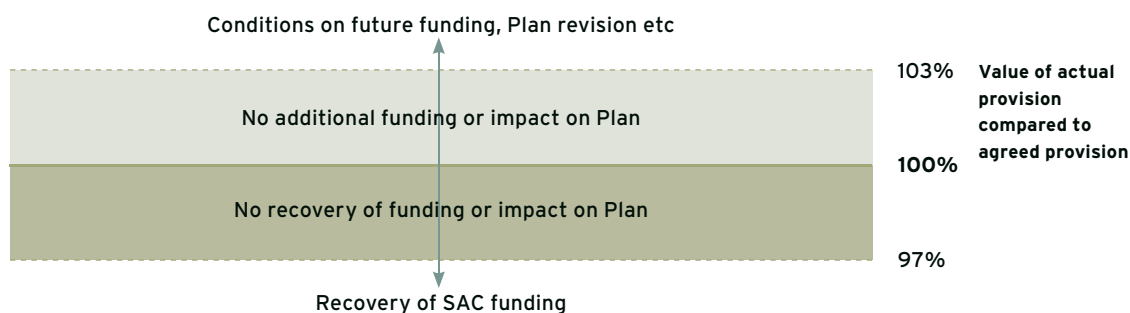 Conditions on future funding, Plan revision etc
103%
Value of actual
provision
compared to
agreed provision
No additional funding or impact on Plan
100%
No recovery of funding or impact on Plan
97%
Recovery of SAC funding